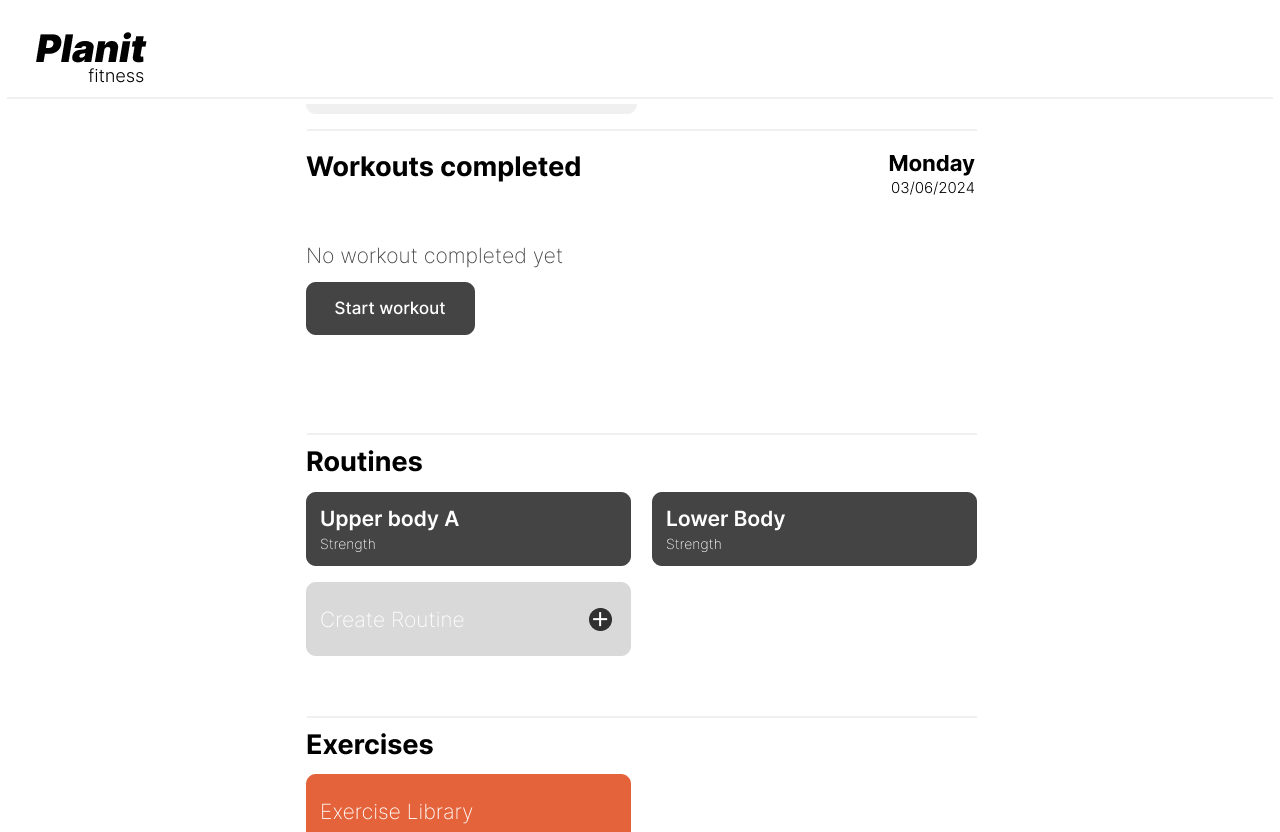 Planit
fitness
Workouts completed
Monday
03/06/2024
No workout completed yet
Start workout
Routines
Upper body A
Strength
Lower Body
Strength
Create Routine
Exercises
Exercise Library